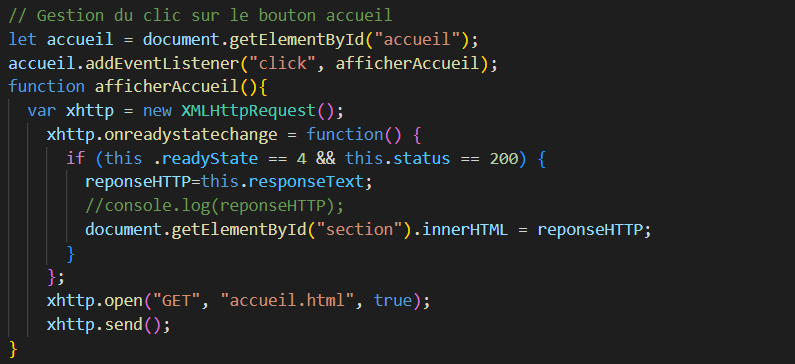 // Gestion du clic sur le bouton accueil
let accueil = document.getElementById("accueil");
accueil.addEventListener("click", afficherAccueil);
function afficherAccueil(){
  var xhttp = new XMLHttpRequest();
    xhttp.onreadystatechange = function() {
      if (this .readyState == 4 && this.status == 200) {
        reponseHTTP=this.responseText;
        //console.log(reponseHTTP);
        document.getElementById("section").innerHTML = reponseHTTP;
      }
    };
    xhttp.open("GET", "accueil.html", true);
    xhttp.send();
}